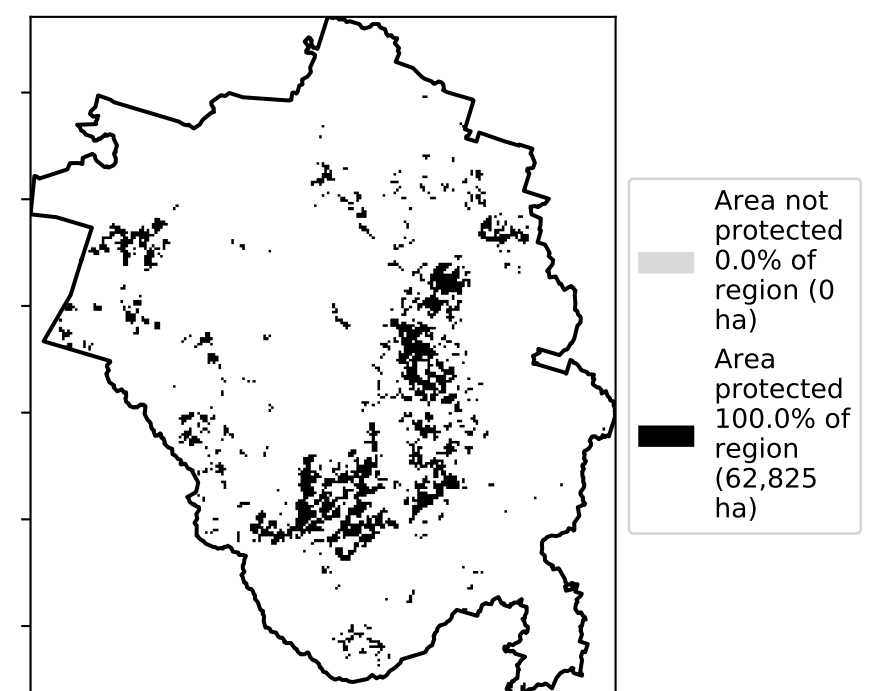 Area not
protected
0.0% of
region (0
ha)
Area
protected
100.0% of
region
(62,825
ha)